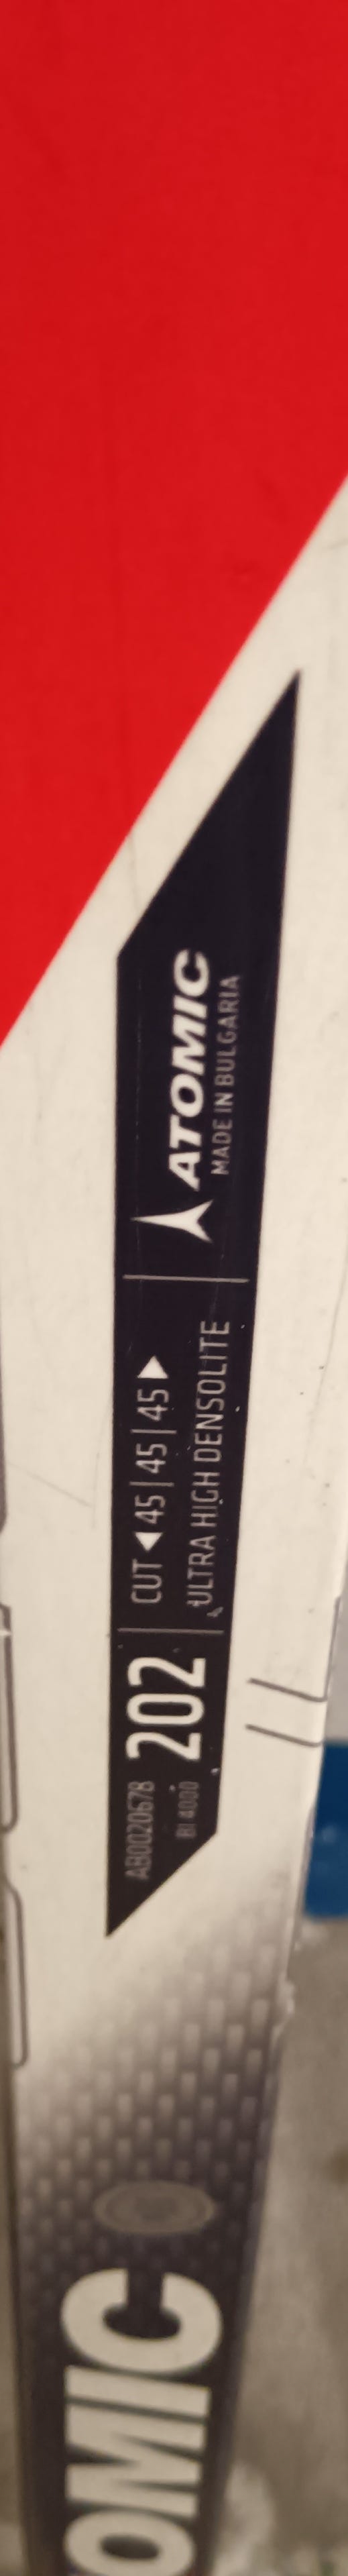 AB0020678
BI 4000
202
CUT ◀ 45 | 45 | 45 ▶
ULTRA HIGH DENSOLITE
ATOMIC
MADE IN BULGARIA
OMIC